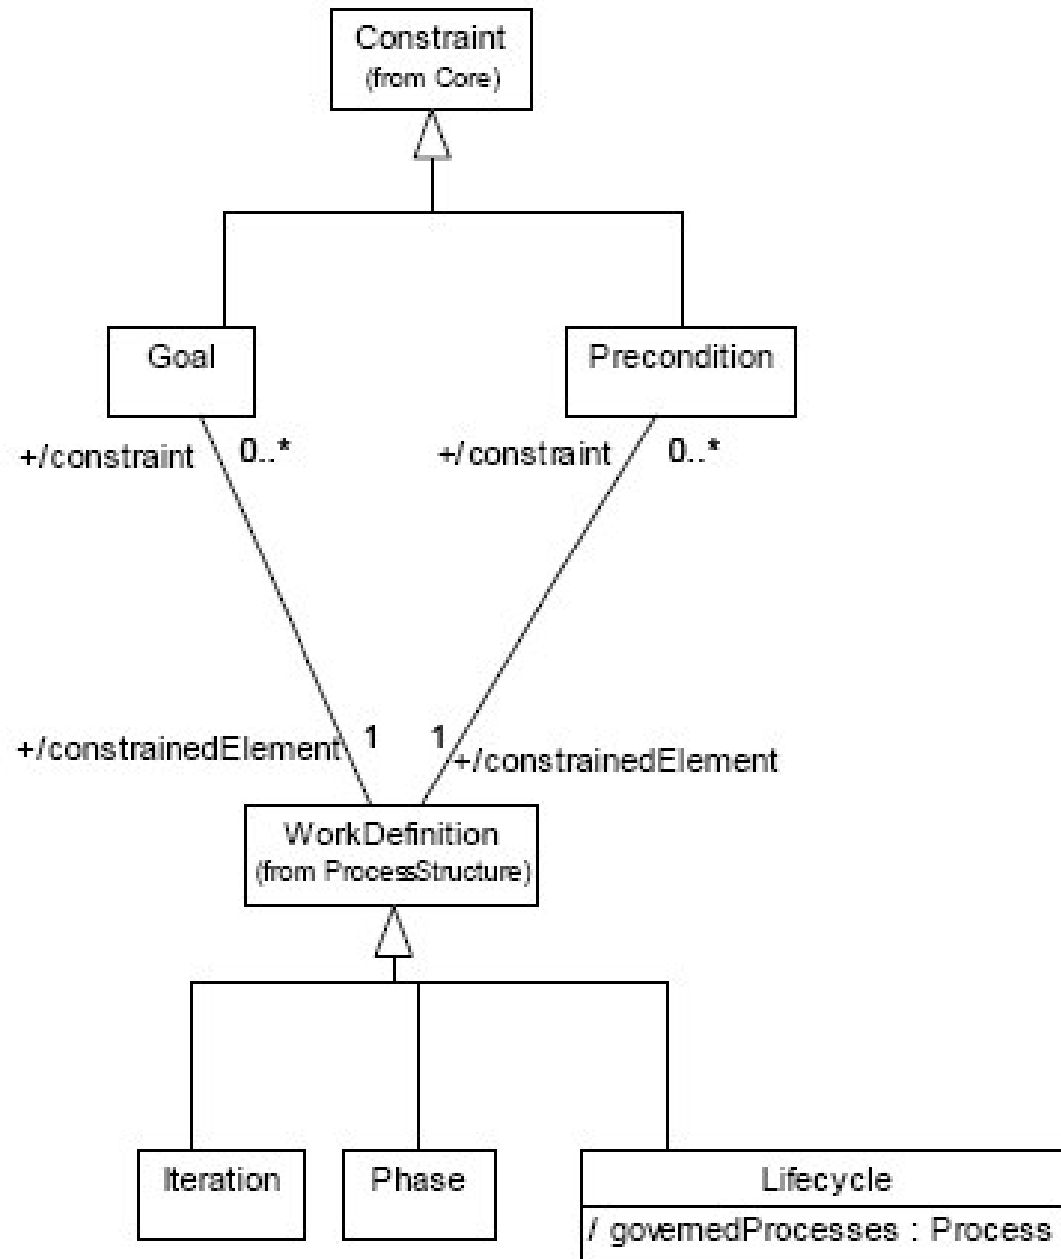 Constraint
(from Core)
Goal
Precondition
+/constraint
0..*
+/constraint
0..*
+/constrainedElement
1
1
+/constrainedElement
WorkDefinition
(from ProcessStructure)
Iteration
Phase
Lifecycle
/ governedProcesses : Process